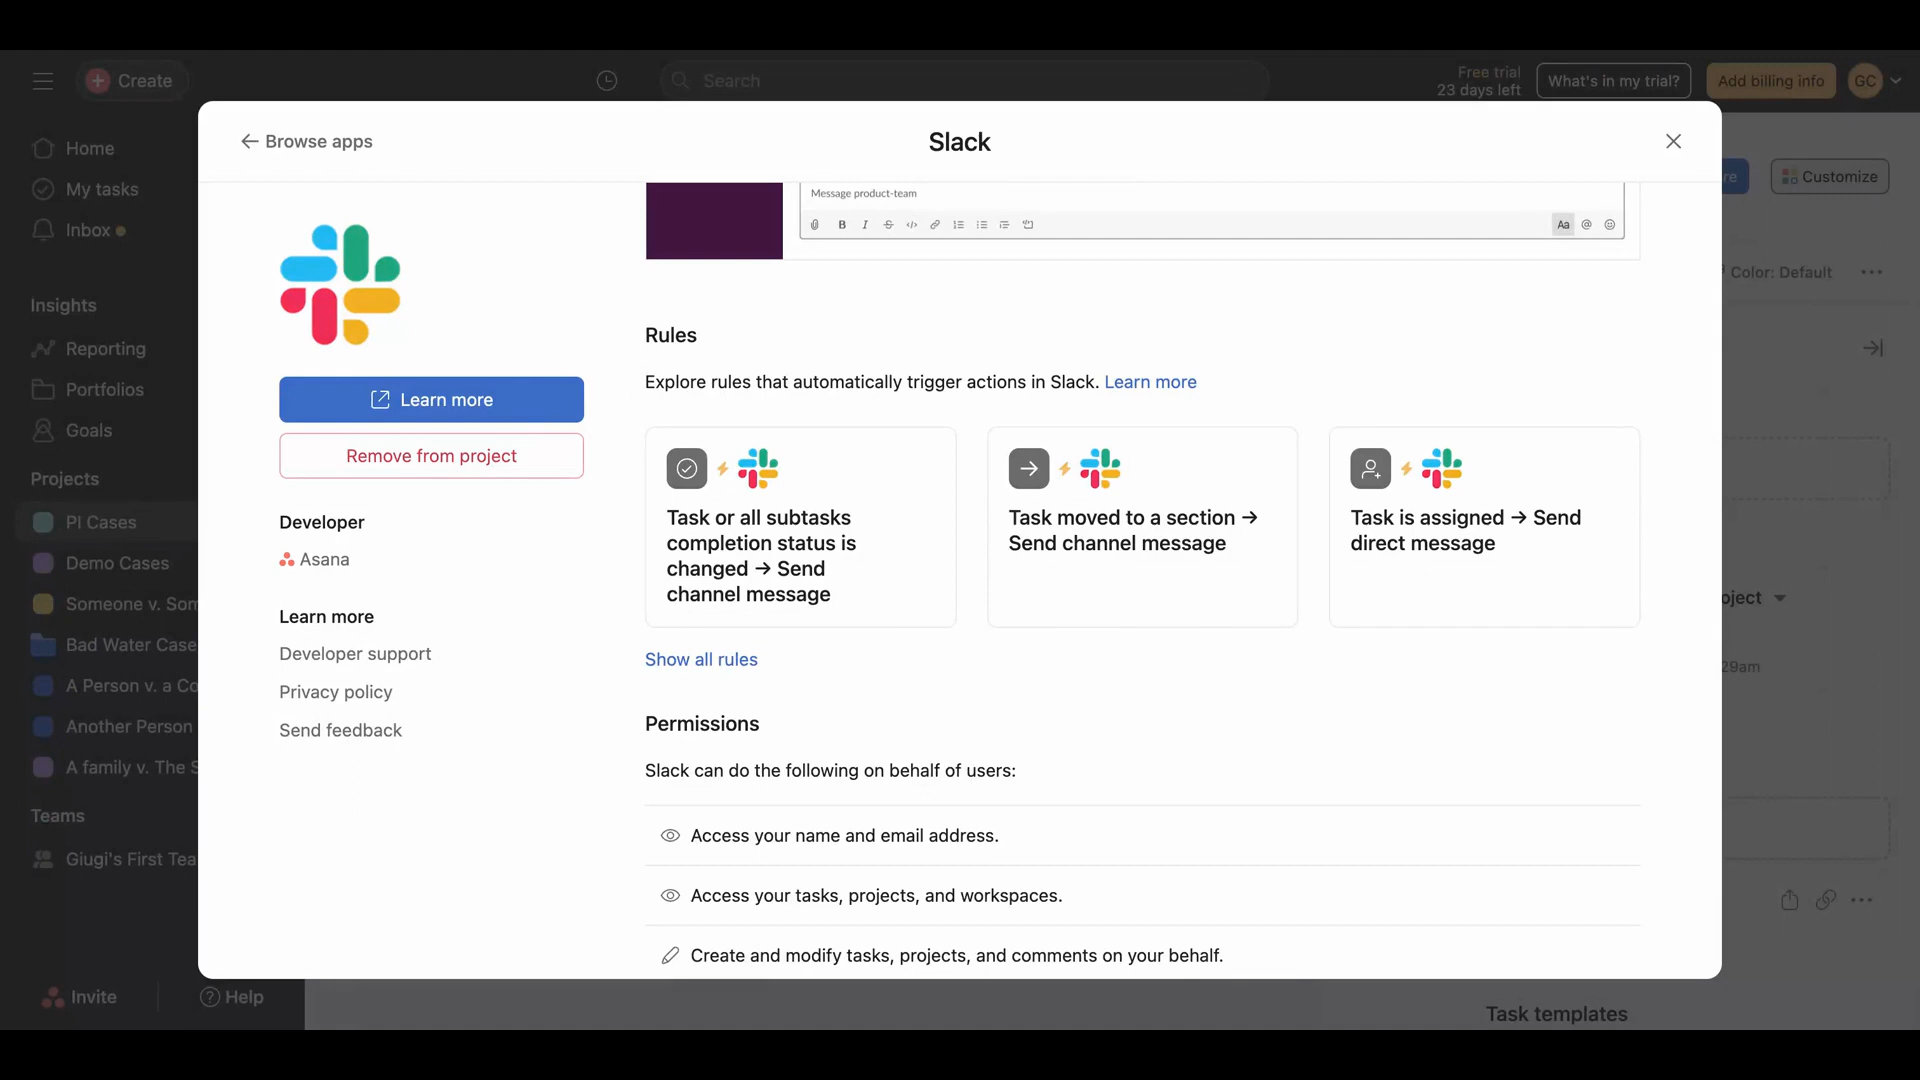 Create
Search
Free trial
23 days left
What's in my trial?
Add billing info
GC
Home
My tasks
Inbox
Insights
Reporting
Portfolios
Goals
Projects
PI Cases
Demo Cases
Someone v. Som
Bad Water Case
A Person v. a Co
Another Person
A family v. The S
Teams
Giugi's First Tea
Invite
? Help
Browse apps
Slack
Learn more
Remove from project
Developer
Asana
Learn more
Developer support
Privacy policy
Send feedback
Message product-team
B I S </> Aa @
Rules
Explore rules that automatically trigger actions in Slack. Learn more
Task or all subtasks
completion status is
changed → Send
channel message
Task moved to a section →
Send channel message
Task is assigned → Send
direct message
Show all rules
Permissions
Slack can do the following on behalf of users:
Access your name and email address.
Access your tasks, projects, and workspaces.
Create and modify tasks, projects, and comments on your behalf.
re
Customize
Color: Default
oject
29am
Task templates